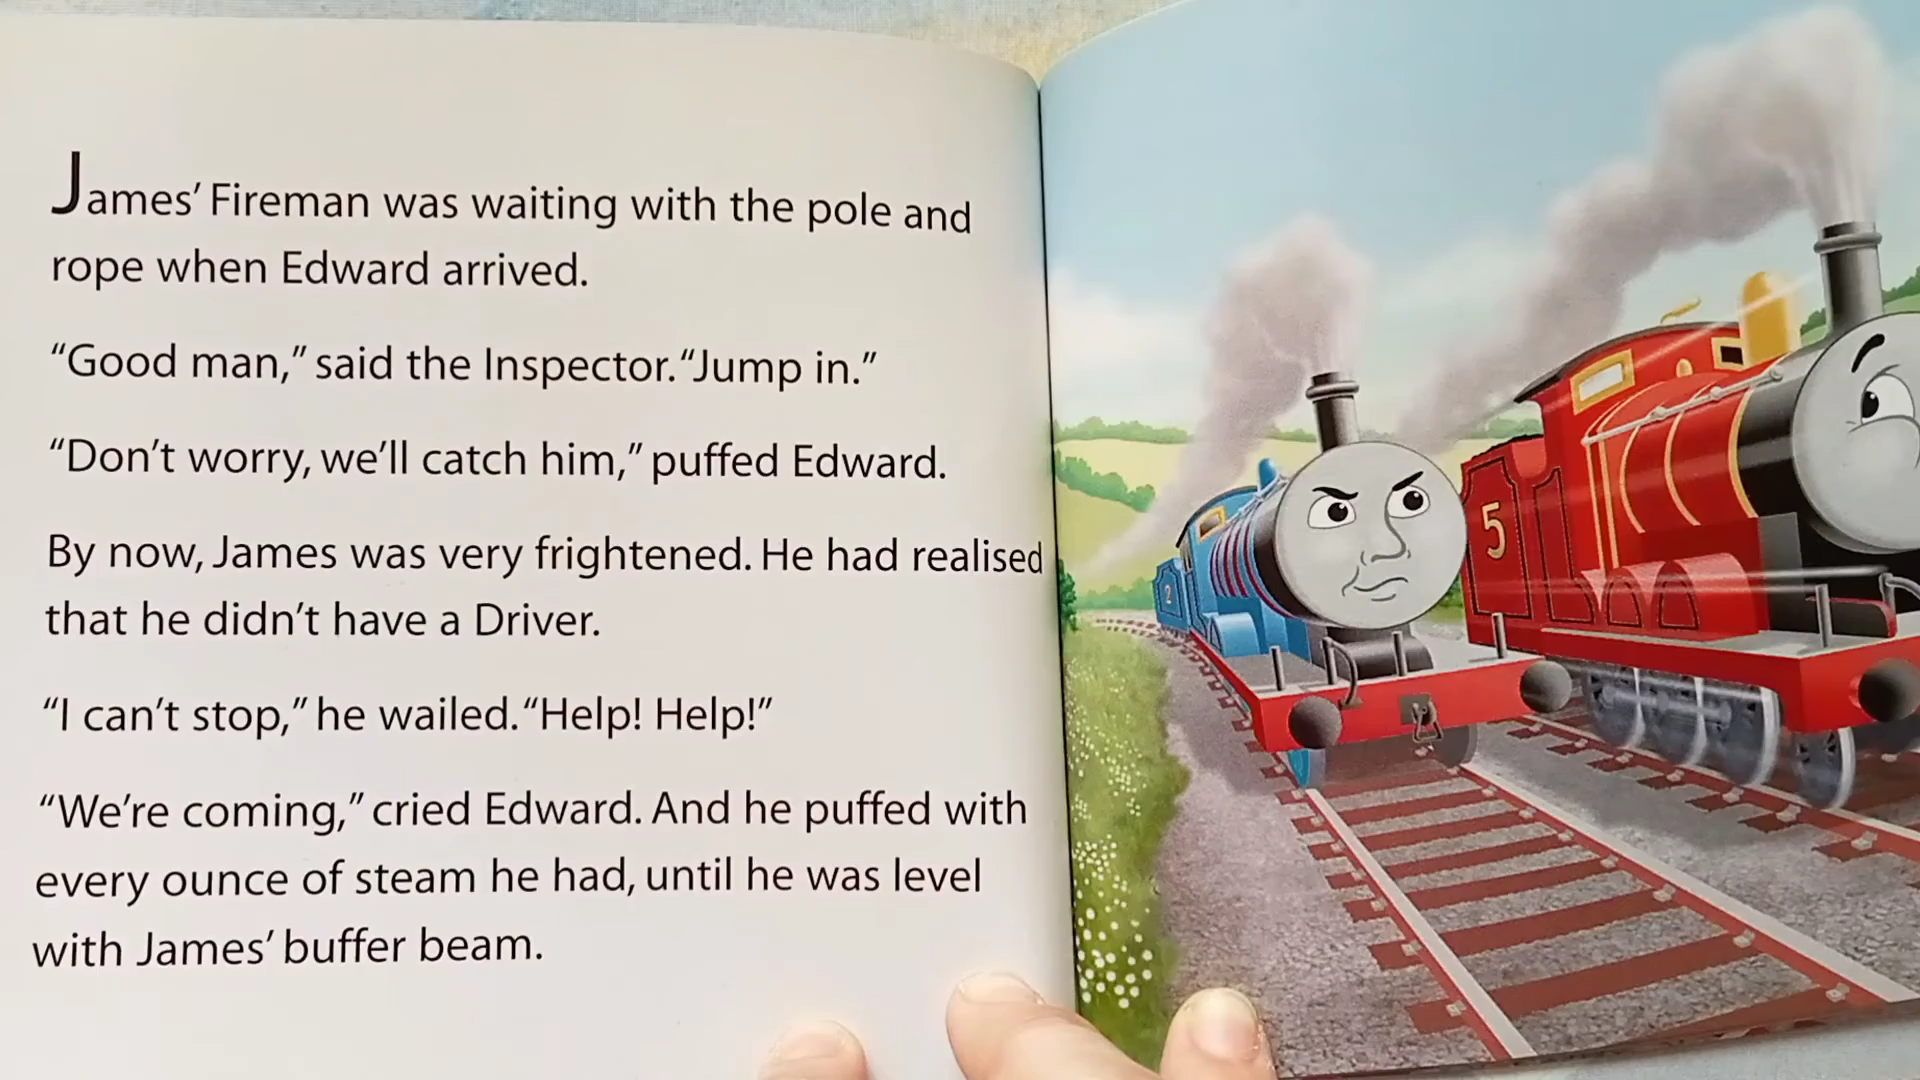 James’ Fireman was waiting with the pole and
rope when Edward arrived.
“Good man,” said the Inspector. “Jump in.”
“Don’t worry, we’ll catch him,” puffed Edward.
By now, James was very frightened. He had realised
that he didn’t have a Driver.
“I can’t stop,” he wailed. “Help! Help!”
“We’re coming,” cried Edward. And he puffed with
every ounce of steam he had, until he was level
with James’ buffer beam.
2
5